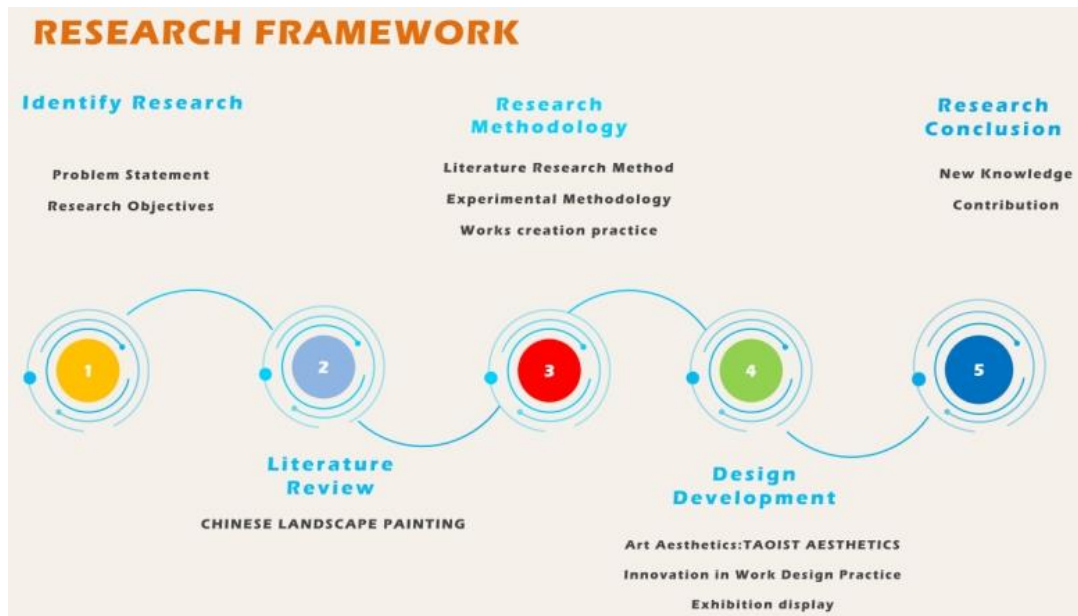 RESEARCH FRAMEWORK
Identify Research
Problem Statement
Research Objectives
Research
Methodology
Literature Research Method
Experimental Methodology
Works creation practice
Research
Conclusion
New Knowledge
Contribution
1
2
3
4
5
Literature
Review
CHINESE LANDSCAPE PAINTING
Design
Development
Art Aesthetics:TAOIST AESTHETICS
Innovation in Work Design Practice
Exhibition display